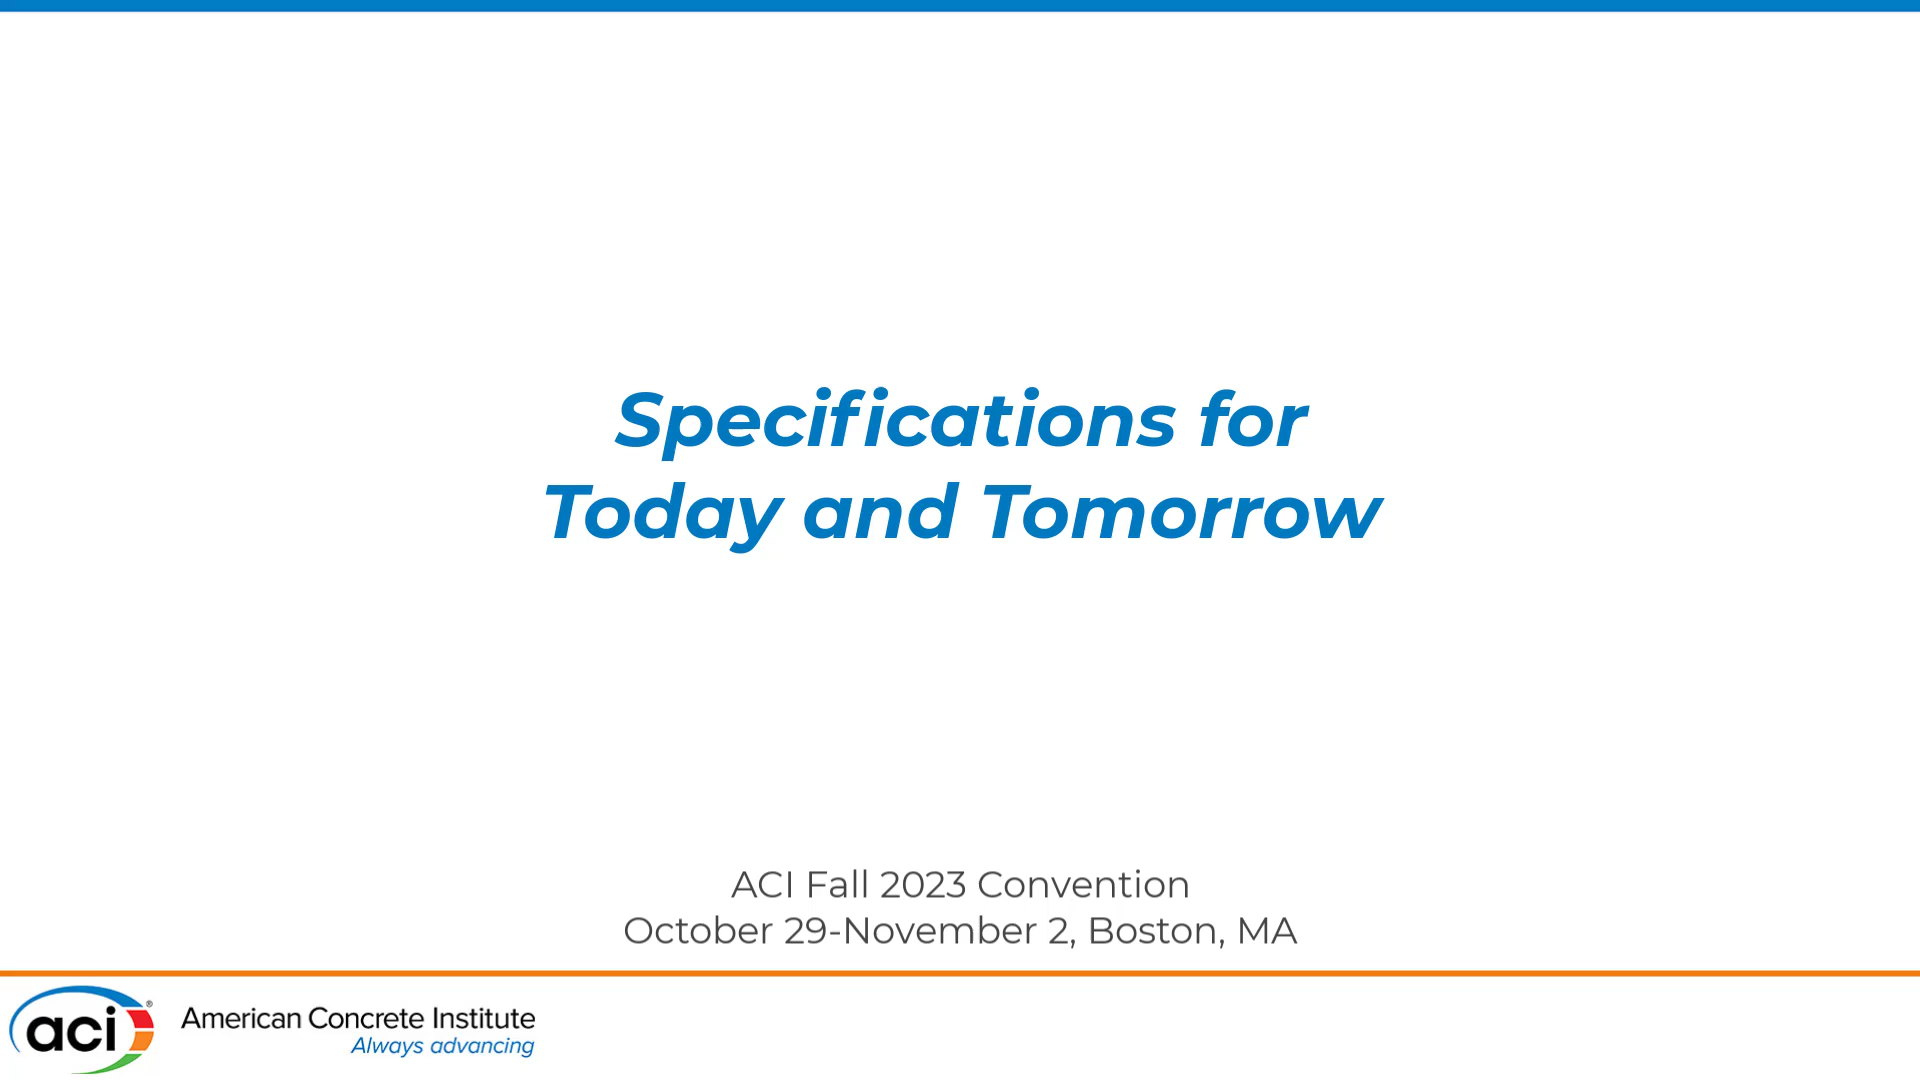 Specifications for
Today and Tomorrow
ACI Fall 2023 Convention
October 29-November 2, Boston, MA
aci®
American Concrete Institute
Always advancing